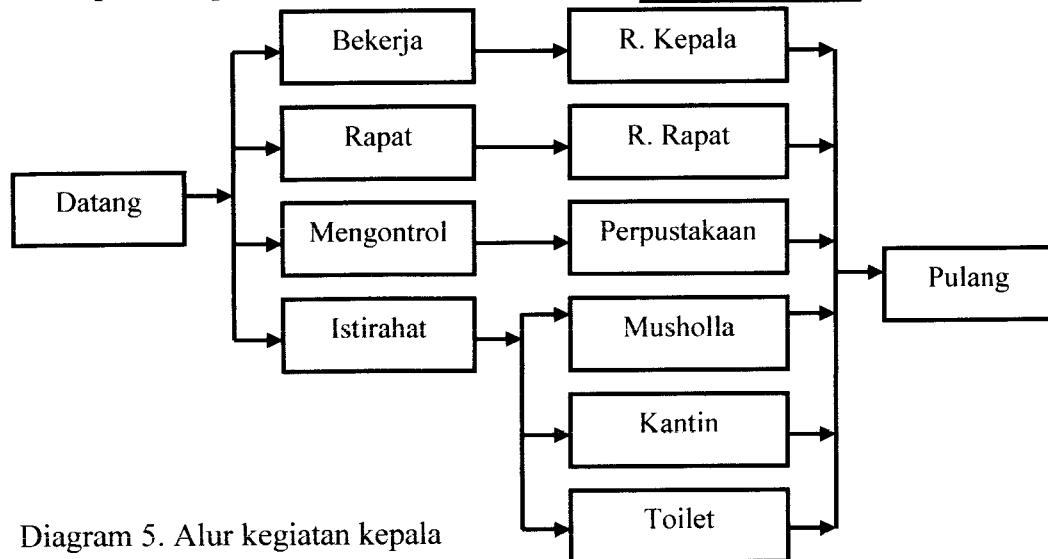 Bekerja
R. Kepala
Rapat
R. Rapat
Datang
Mengontrol
Perpustakaan
Pulang
Istirahat
Musholla
Kantin
Toilet
Diagram 5. Alur kegiatan kepala